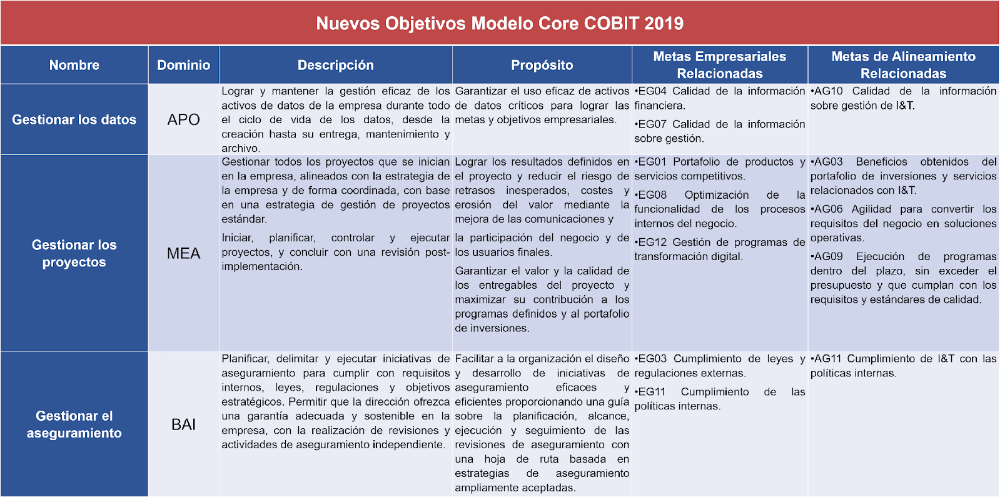 Nuevos Objetivos Modelo Core COBIT 2019
Nombre
Dominio
Descripción
Propósito
Metas Empresariales
Relacionadas
Metas de Alineamiento
Relacionadas
Gestionar los datos
APO
Lograr y mantener la gestión eficaz de los
activos de datos de la empresa durante todo
el ciclo de vida de los datos, desde la
creación hasta su entrega, mantenimiento y
archivo.
Garantizar el uso eficaz de activos
de datos críticos para lograr las
metas y objetivos empresariales.
•EG04 Calidad de la información
financiera.
•EG07 Calidad de la información
sobre gestión.
•AG10 Calidad de la información
sobre gestión de I&T.
Gestionar los
proyectos
MEA
Gestionar todos los proyectos que se inician
en la empresa, alineados con la estrategia de
la empresa y de forma coordinada, con base
en una estrategia de gestión de proyectos
estándar.
Iniciar, planificar, controlar y ejecutar
proyectos, y concluir con una revisión post-
implementación.
Lograr los resultados definidos en
el proyecto y reducir el riesgo de
retrasos inesperados, costes y
erosión del valor mediante la
mejora de las comunicaciones y
la participación del negocio y de
los usuarios finales.
Garantizar el valor y la calidad de
los entregables del proyecto y
maximizar su contribución a los
programas definidos y al portafolio
de inversiones.
•EG01 Portafolio de productos y
servicios competitivos.
•EG08 Optimización de la
funcionalidad de los procesos
internos del negocio.
•EG12 Gestión de programas de
transformación digital.
•AG03 Beneficios obtenidos del
portafolio de inversiones y servicios
relacionados con I&T.
•AG06 Agilidad para convertir los
requisitos del negocio en soluciones
operativas.
•AG09 Ejecución de programas
dentro del plazo, sin exceder el
presupuesto y que cumplan con los
requisitos y estándares de calidad.
Gestionar el
aseguramiento
BAI
Planificar, delimitar y ejecutar iniciativas de
aseguramiento para cumplir con requisitos
internos, leyes, regulaciones y objetivos
estratégicos. Permitir que la dirección ofrezca
una garantía adecuada y sostenible en la
empresa, con la realización de revisiones y
actividades de aseguramiento independiente.
Facilitar a la organización el diseño
y desarrollo de iniciativas de
aseguramiento eficaces y
eficientes proporcionando una guía
sobre la planificación, alcance,
ejecución y seguimiento de las
revisiones de aseguramiento con
una hoja de ruta basada en
estrategias de aseguramiento
ampliamente aceptadas.
•EG03 Cumplimiento de leyes y
regulaciones externas.
•EG11 Cumplimiento de las
políticas internas.
•AG11 Cumplimiento de I&T con las
políticas internas.